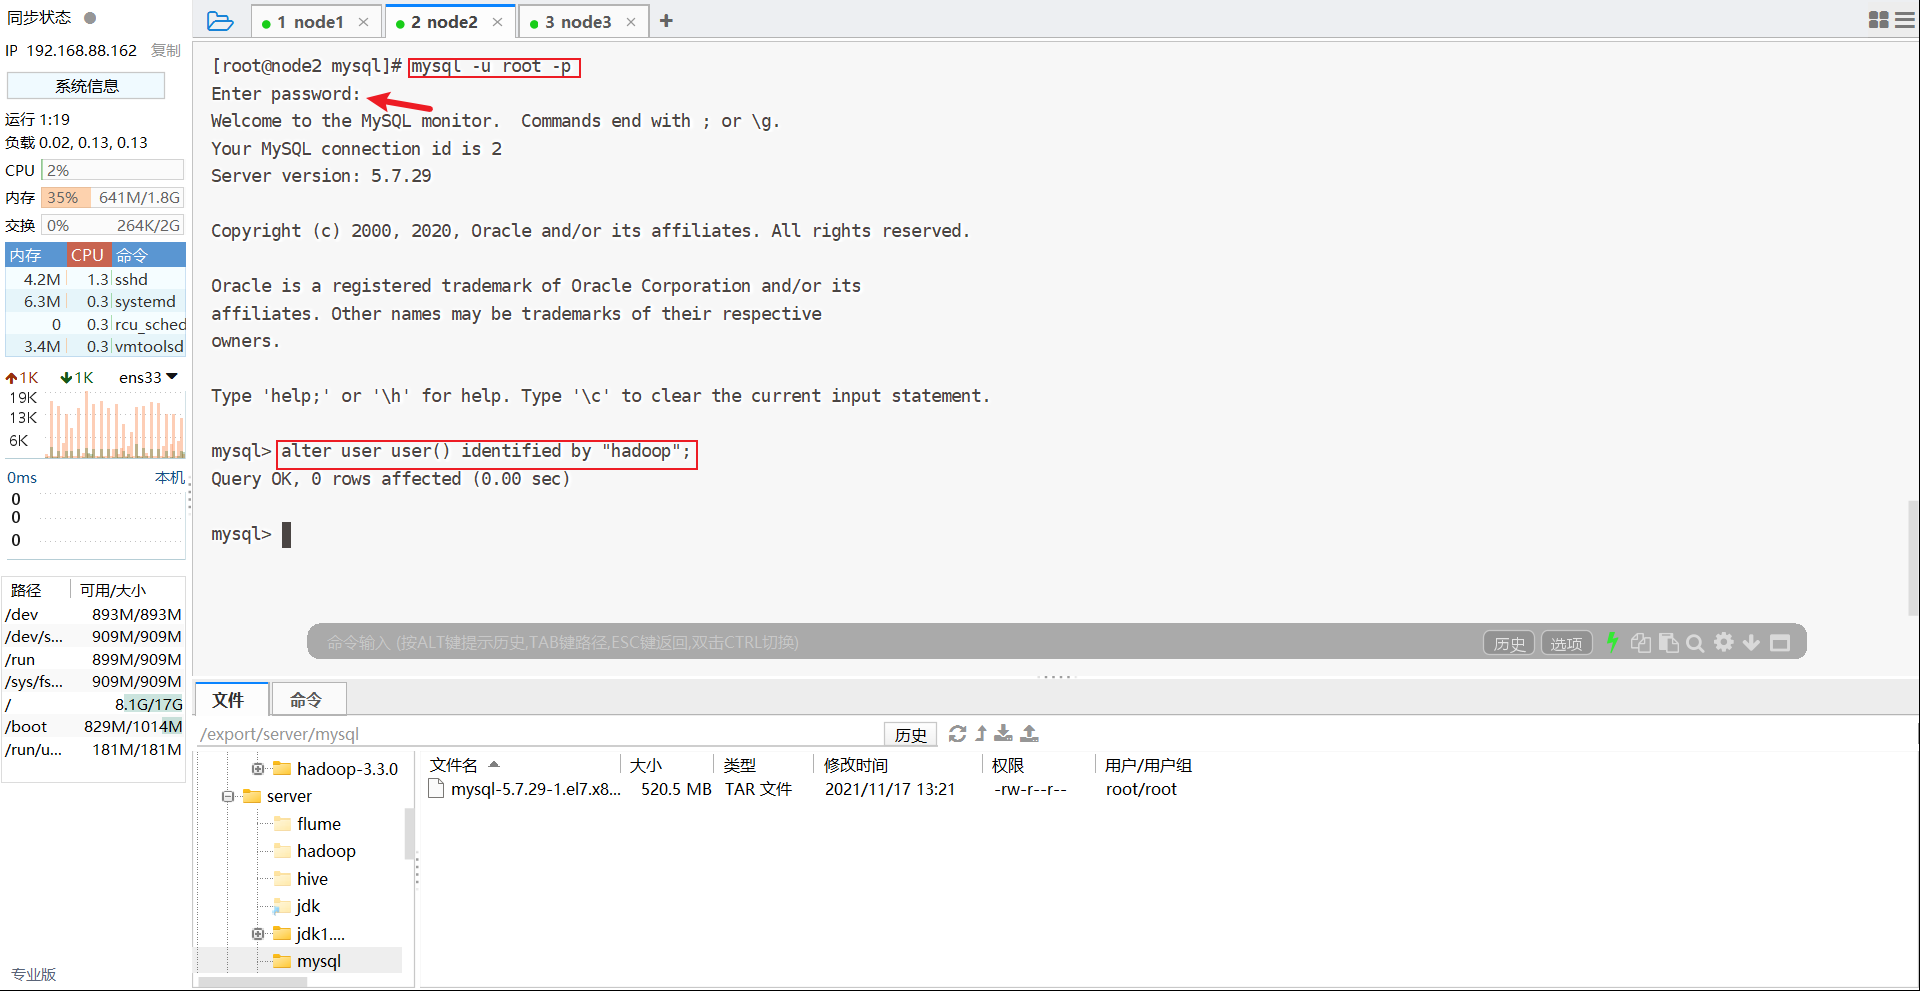 同步状态
IP 192.168.88.162 复制
系统信息
运行 1:19
负载 0.02, 0.13, 0.13
CPU 2%
内存 35% 641M/1.8G
交换 0% 264K/2G
内存 CPU 命令
4.2M 1.3 sshd
6.3M 0.3 systemd
0 0.3 rcu_sched
3.4M 0.3 vmtoolsd
1K 1K ens33
19K
13K
6K
0ms 本机
0
0
0
路径 可用/大小
/dev 893M/893M
/dev/s... 909M/909M
/run 899M/909M
/sys/fs... 909M/909M
/ 8.1G/17G
/boot 829M/1014M
/run/u... 181M/181M
专业版
1 node1 2 node2 3 node3
[root@node2 mysql]# mysql -u root -p
Enter password:
Welcome to the MySQL monitor.  Commands end with ; or \g.
Your MySQL connection id is 2
Server version: 5.7.29
Copyright (c) 2000, 2020, Oracle and/or its affiliates. All rights reserved.
Oracle is a registered trademark of Oracle Corporation and/or its
affiliates. Other names may be trademarks of their respective
owners.
Type 'help;' or '\h' for help. Type '\c' to clear the current input statement.
mysql> alter user user() identified by "hadoop";
Query OK, 0 rows affected (0.00 sec)
mysql>
命令输入 (按ALT键提示历史,TAB键路径,ESC键返回,双击CTRL切换) 历史 选项
文件 命令
/export/server/mysql 历史
hadoop-3.3.0
server
flume
hadoop
hive
jdk
jdk1....
mysql
文件名 大小 类型 修改时间 权限 用户/用户组
mysql-5.7.29-1.el7.x8... 520.5 MB TAR 文件 2021/11/17 13:21 -rw-r--r-- root/root